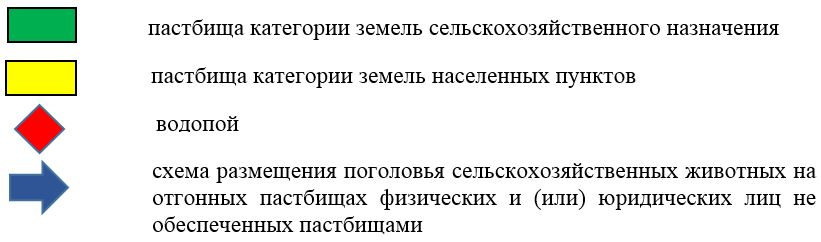 пастбища категории земель сельскохозяйственного назначения
пастбища категории земель населенных пунктов
водопой
схема размещения поголовья сельскохозяйственных животных на
отгонных пастбищах физических и (или) юридических лиц не
обеспеченных пастбищами